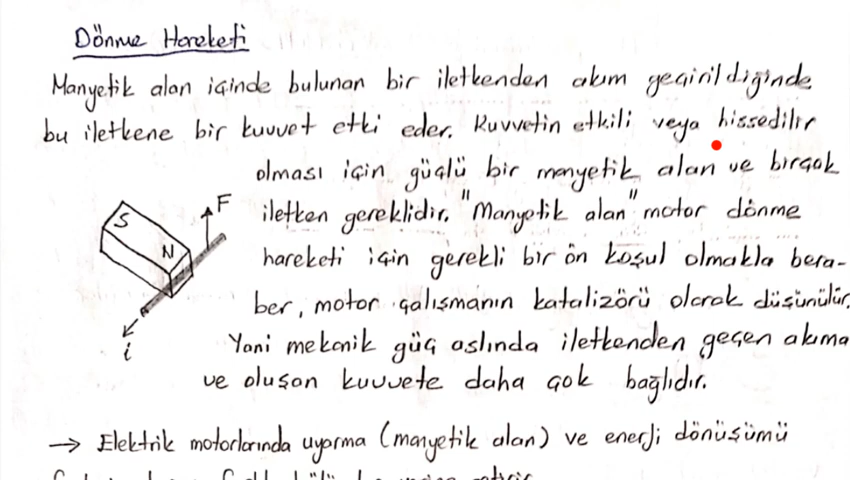 Dönme Hareketi
Manyetik alan içinde bulunan bir iletkenden akım geçirildiğinde
bu iletkene bir kuvvet etki eder. Kuvvetin etkili veya hissedilir
olması için güçlü bir manyetik alan ve birçok
iletken gereklidir. "Manyetik alan" motor dönme
hareketi için gerekli bir ön koşul olmakla bera-
ber, motor çalışmanın katalizörü olarak düşünülür.
Yani mekanik güç aslında iletkenden geçen akıma
ve oluşan kuvvete daha çok bağlıdır.
S
N
F
i
→ Elektrik motorlarında uyarma (manyetik alan) ve enerji dönüşümü